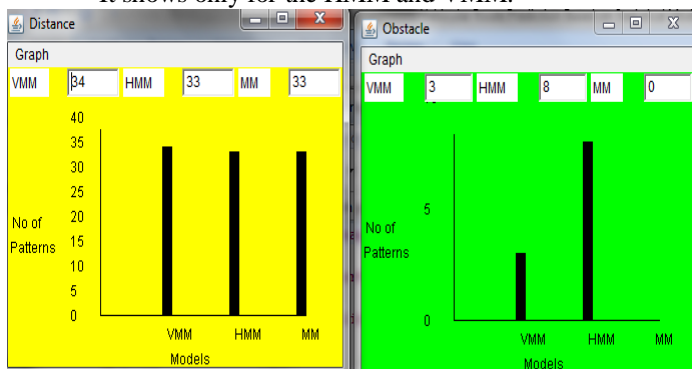 It shows only for the HMM and VMM.
Distance
Graph
VMM 34 HMM 33 MM 33
40
35
30
25
20
15
10
5
0
No of
Patterns
VMM HMM MM
Models
Obstacle
Graph
VMM 3 HMM 8 MM 0
5
0
No of
Patterns
VMM HMM MM
Models